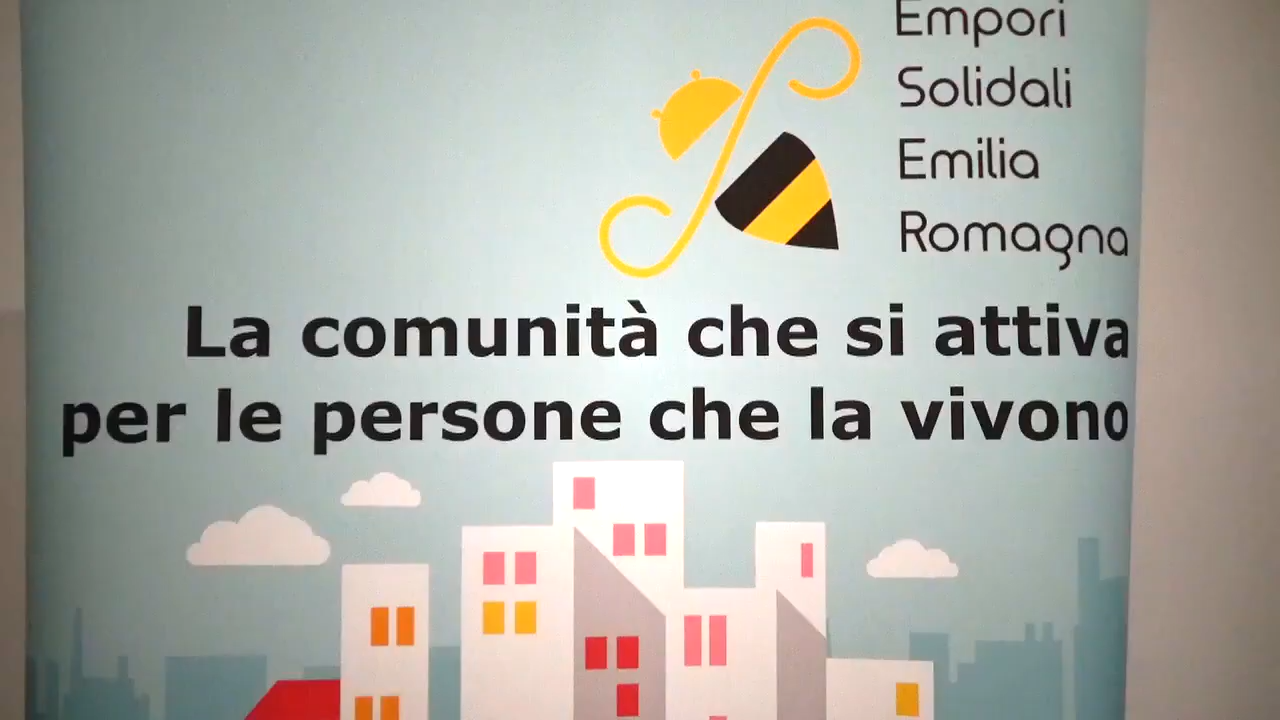 Empori
Solidali
Emilia
Romagna
La comunità che si attiva
per le persone che la vivono